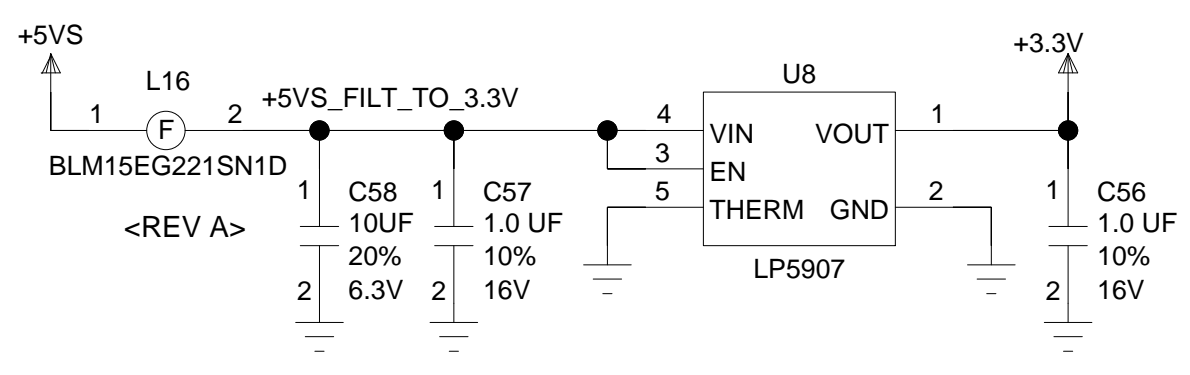 +5VS
+3.3V
L16
U8
1 F 2
+5VS_FILT_TO_3.3V
BLM15EG221SN1D
<REV A>
4 VIN VOUT 1
3 EN
5 THERM GND 2
LP5907
1 C58
10UF
20%
2 6.3V
1 C57
1.0 UF
10%
2 16V
1 C56
1.0 UF
10%
2 16V